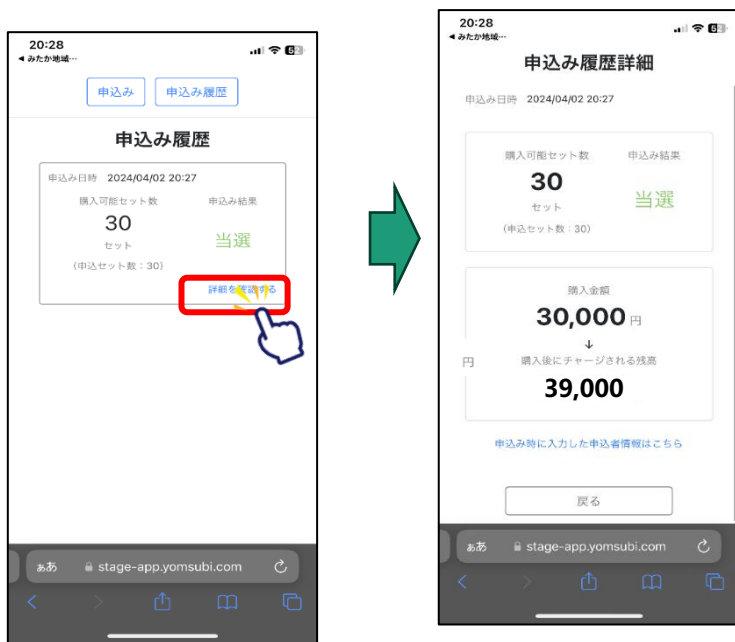 20:28
◀ みたか地域…
申込み 申込み履歴
申込み履歴
申込み日時 2024/04/02 20:27
購入可能セット数 申込み結果
30
セット
当選
(申込セット数：30)
詳細を確認する
ぁあ stage-app.yomsubi.com
20:28
◀ みたか地域…
申込み履歴詳細
申込み日時 2024/04/02 20:27
購入可能セット数 申込み結果
30
セット
当選
(申込セット数：30)
購入金額
30,000 円
↓
円 購入後にチャージされる残高
39,000
申込み時に入力した申込者情報はこちら
戻る
ぁあ stage-app.yomsubi.com